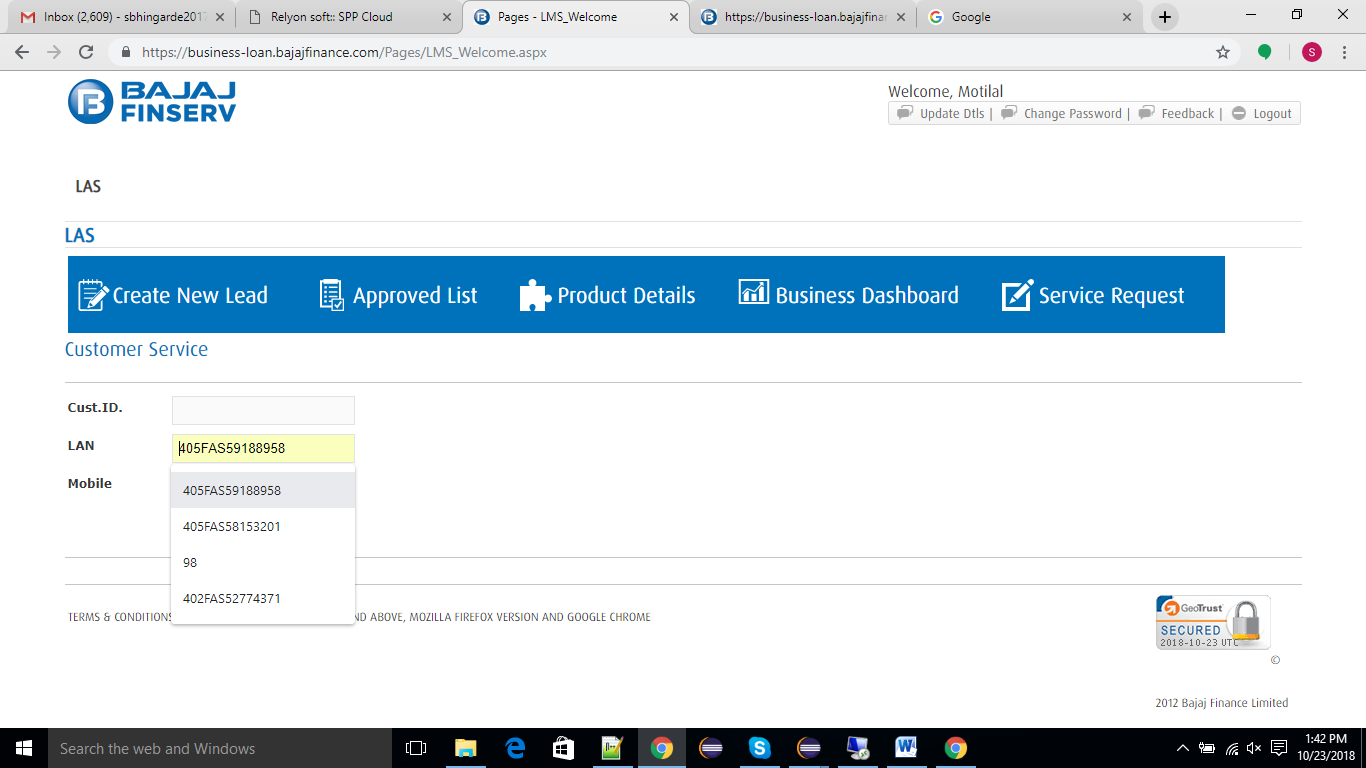 Inbox (2,609) - sbhingarde2017
Relyon soft:: SPP Cloud
Pages - LMS_Welcome
https://business-loan.bajajfinan
Google
https://business-loan.bajajfinance.com/Pages/LMS_Welcome.aspx
S
BAJAJ
FINSERV
Welcome, Motilal
Update Dtls | Change Password | Feedback | Logout
LAS
LAS
Create New Lead
Approved List
Product Details
Business Dashboard
Service Request
Customer Service
Cust.ID.
LAN
405FAS59188958
Mobile
405FAS59188958
405FAS58153201
98
402FAS52774371
TERMS & CONDITIONS
ND ABOVE, MOZILLA FIREFOX VERSION AND GOOGLE CHROME
GeoTrust
SECURED
2018-10-23 UTC
©
2012 Bajaj Finance Limited
Search the web and Windows
1:42 PM
10/23/2018